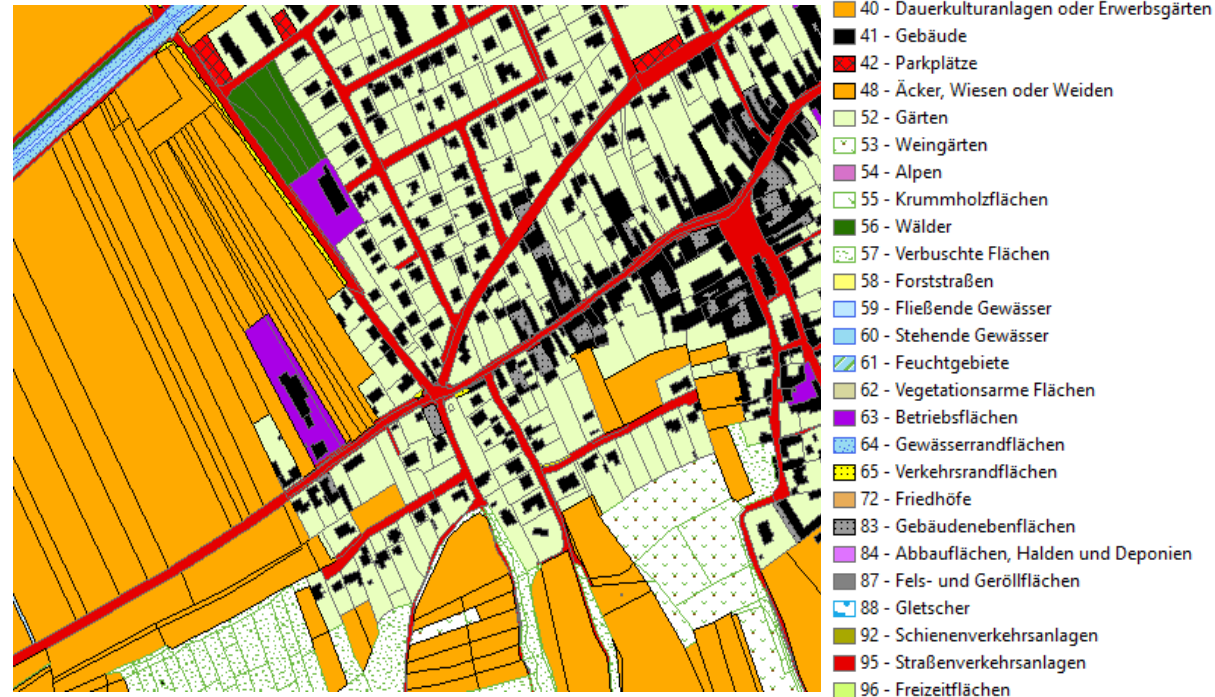 40 - Dauerkulturanlagen oder Erwerbsgärten
41 - Gebäude
42 - Parkplätze
48 - Äcker, Wiesen oder Weiden
52 - Gärten
53 - Weingärten
54 - Alpen
55 - Krummholzflächen
56 - Wälder
57 - Verbuschte Flächen
58 - Forststraßen
59 - Fließende Gewässer
60 - Stehende Gewässer
61 - Feuchtgebiete
62 - Vegetationsarme Flächen
63 - Betriebsflächen
64 - Gewässerrandflächen
65 - Verkehrsrandflächen
72 - Friedhöfe
83 - Gebäudenebenflächen
84 - Abbauflächen, Halden und Deponien
87 - Fels- und Geröllflächen
88 - Gletscher
92 - Schienenverkehrsanlagen
95 - Straßenverkehrsanlagen
96 - Freizeitflächen